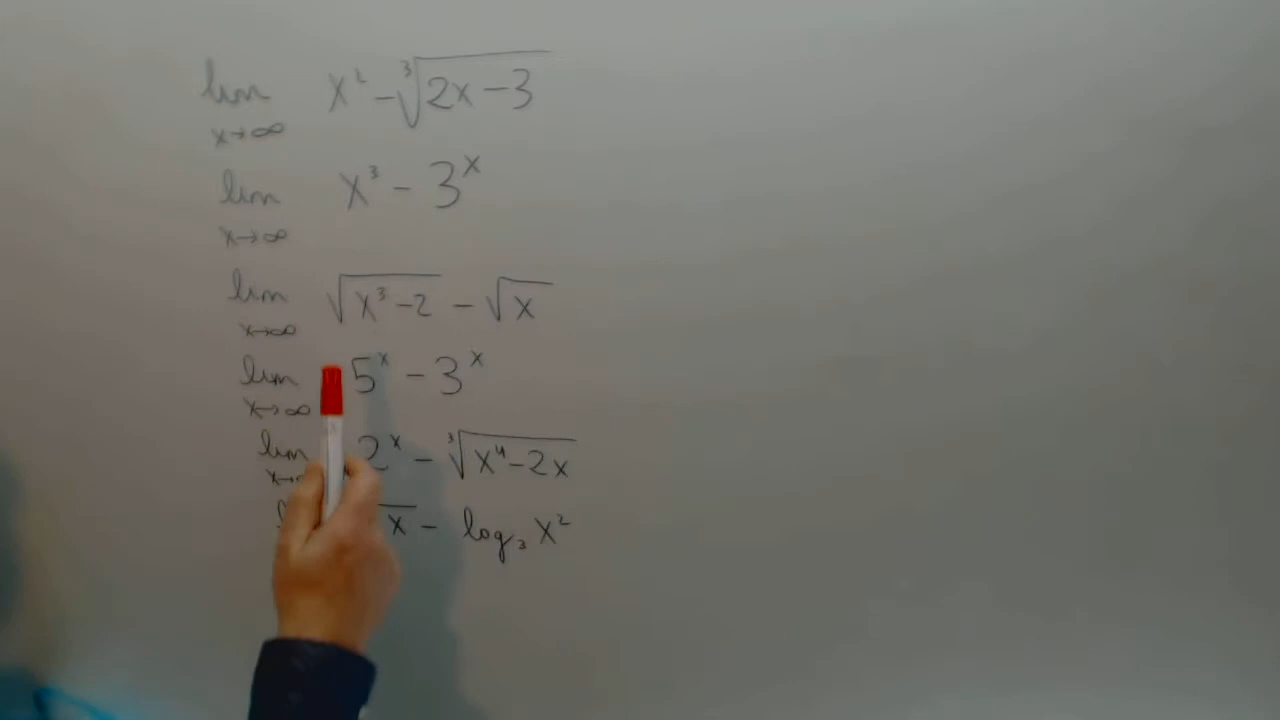 lim x→∞ x² - ∛(2x - 3)
lim x→∞ x³ - 3ˣ
lim x→∞ √(x³ - 2) - √x
lim x→∞ 5ˣ - 3ˣ
lim 2ˣ - ∛(x⁴ - 2x)
x - log₃ x²